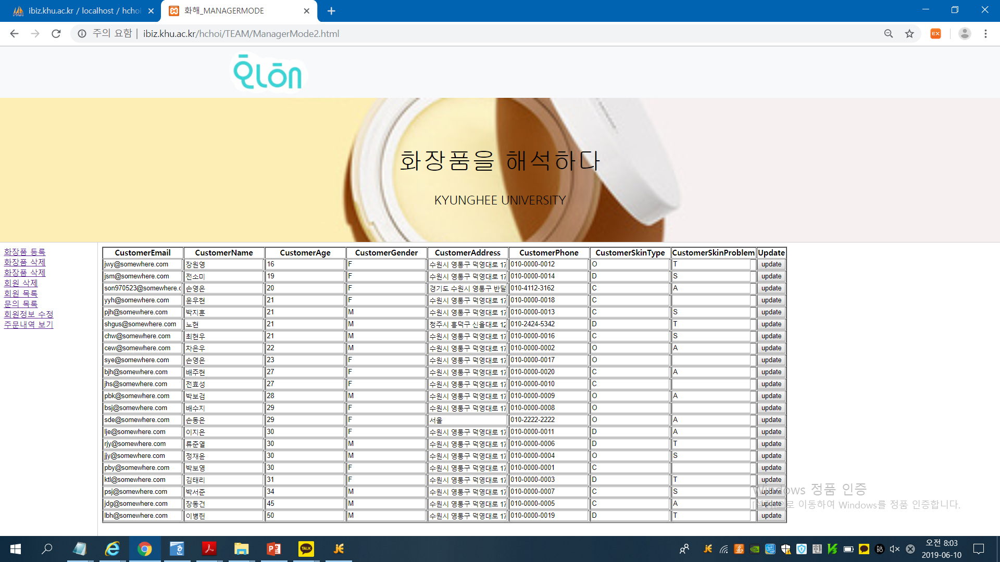 ibiz.khu.ac.kr / localhost / hchoi
화해_MANAGERMODE
주의 요함 | ibiz.khu.ac.kr/hchoi/TEAM/ManagerMode2.html
EX
화장품을 해석하다
KYUNGHEE UNIVERSITY
화장품 등록
화장품 삭제
화장품 삭제
회원 삭제
회원 목록
문의 목록
회원정보 수정
주문내역 보기
CustomerEmail CustomerName CustomerAge CustomerGender CustomerAddress CustomerPhone CustomerSkinType CustomerSkinProblem Update
jwy@somewhere.com 장원영 16 F 수원시 영통구 덕영대로 17 010-0000-0012 O T update
jsm@somewhere.com 전소미 19 F 수원시 영통구 덕영대로 17 010-0000-0014 D S update
son970523@somewhere.c 손영은 20 F 경기도 수원시 영통구 반달 010-4112-3162 C A update
yyh@somewhere.com 윤우현 21 F 수원시 영통구 덕영대로 17 010-0000-0018 C update
pjh@somewhere.com 박지훈 21 M 수원시 영통구 덕영대로 17 010-0000-0013 C S update
shgus@somewhere.com 노현 21 M 청주시 흥덕구 신율대로 12 010-2424-5342 D T update
chw@somewhere.com 최현우 21 M 수원시 영통구 덕영대로 17 010-0000-0016 C S update
cew@somewhere.com 차은우 22 M 수원시 영통구 덕영대로 17 010-0000-0002 O A update
sye@somewhere.com 손영은 23 F 수원시 영통구 덕영대로 17 010-0000-0017 O update
bjh@somewhere.com 배주현 27 F 수원시 영통구 덕영대로 17 010-0000-0020 C A update
jhs@somewhere.com 전효성 27 F 수원시 영통구 덕영대로 17 010-0000-0010 C update
pbk@somewhere.com 박보검 28 M 수원시 영통구 덕영대로 17 010-0000-0009 O A update
bsj@somewhere.com 배수지 29 F 수원시 영통구 덕영대로 17 010-0000-0008 O update
sde@somewhere.com 손동은 29 F 서울 010-2222-2222 O A update
lje@somewhere.com 이지은 30 F 수원시 영통구 덕영대로 17 010-0000-0011 D A update
rjy@somewhere.com 류준열 30 M 수원시 영통구 덕영대로 17 010-0000-0006 D T update
jjy@somewhere.com 정재윤 30 M 수원시 영통구 덕영대로 17 010-0000-0004 O S update
pby@somewhere.com 박보영 30 F 수원시 영통구 덕영대로 17 010-0000-0001 C update
ktl@somewhere.com 김태리 31 F 수원시 영통구 덕영대로 17 010-0000-0003 D T update
psj@somewhere.com 박서준 34 M 수원시 영통구 덕영대로 17 010-0000-0007 C S update
jdg@somewhere.com 장동건 45 M 수원시 영통구 덕영대로 17 010-0000-0005 C A update
lbh@somewhere.com 이병헌 50 M 수원시 영통구 덕영대로 17 010-0000-0019 D T update
Windows 정품 인증
이동하여 Windows를 정품 인증합니다.
TALK
오전 8:03
2019-06-10